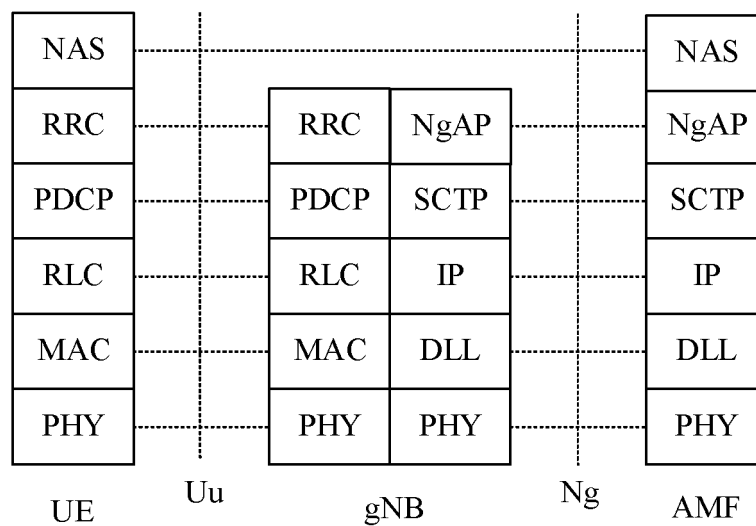 NAS NAS
RRC RRC NgAP NgAP
PDCP PDCP SCTP SCTP
RLC RLC IP IP
MAC MAC DLL DLL
PHY PHY PHY PHY
UE Uu gNB Ng AMF